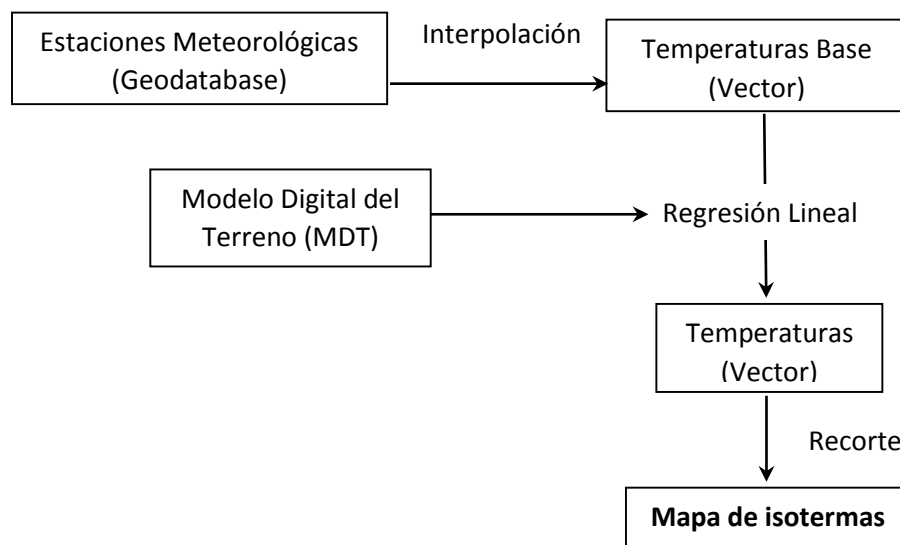 Estaciones Meteorológicas
(Geodatabase)
Interpolación
Temperaturas Base
(Vector)
Modelo Digital del
Terreno (MDT)
Regresión Lineal
Temperaturas
(Vector)
Recorte
Mapa de isotermas